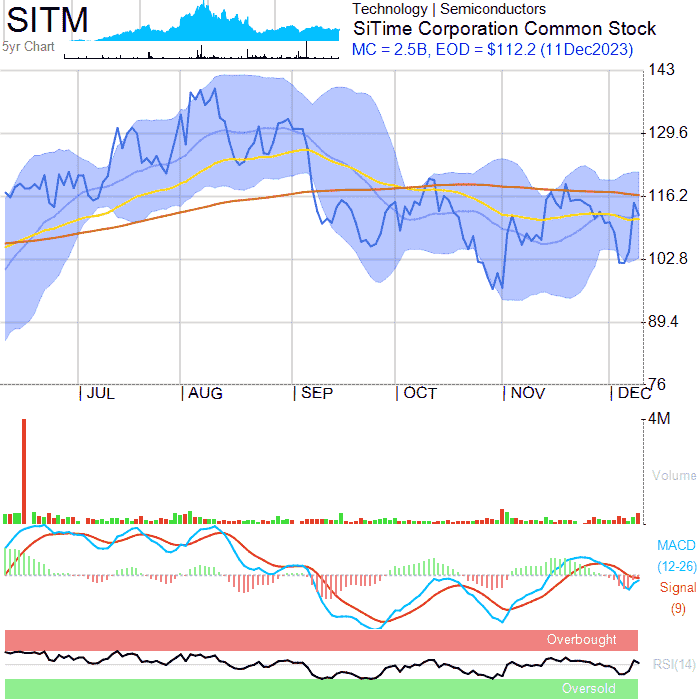 SITM
5yr Chart
Technology | Semiconductors
SiTime Corporation Common Stock
MC = 2.5B, EOD = $112.2 (11Dec2023)
143
129.6
116.2
102.8
89.4
76
JUL AUG SEP OCT NOV DEC
4M
Volume
MACD
(12-26)
Signal
(9)
Overbought
RSI(14)
Oversold